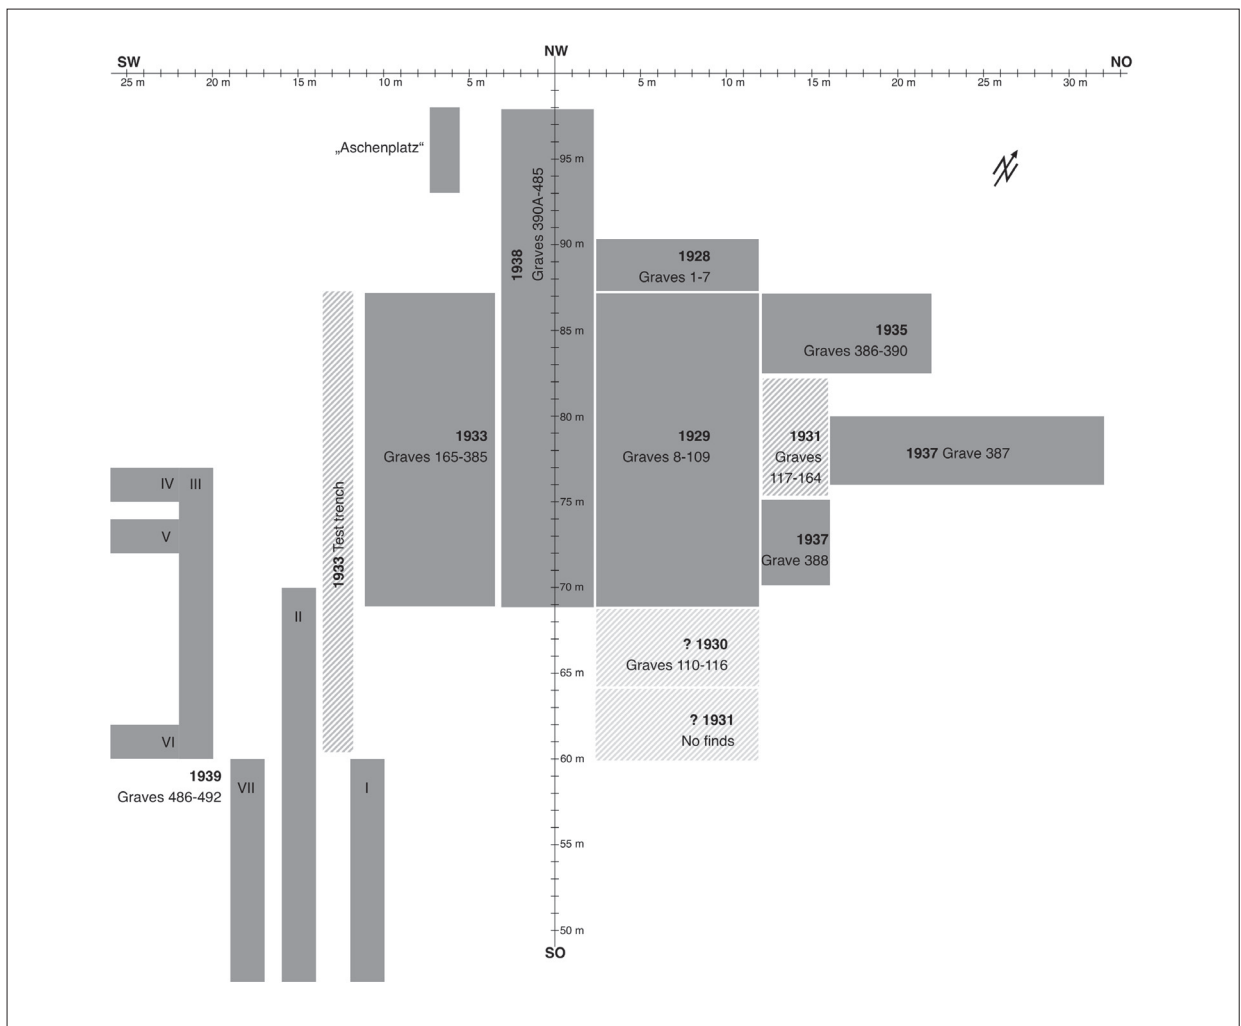 NW
SW
NO
25 m
20 m
15 m
10 m
5 m
5 m
10 m
15 m
20 m
25 m
30 m
„Aschenplatz“
95 m
90 m
85 m
80 m
75 m
70 m
65 m
60 m
55 m
50 m
SO
1938
Graves 390A-485
1928
Graves 1-7
1935
Graves 386-390
1933
Graves 165-385
1929
Graves 8-109
1931
Graves
117-164
1937 Grave 387
1937
Grave 388
1933 Test trench
? 1930
Graves 110-116
? 1931
No finds
IV
III
V
II
VI
1939
Graves 486-492
VII
I
N